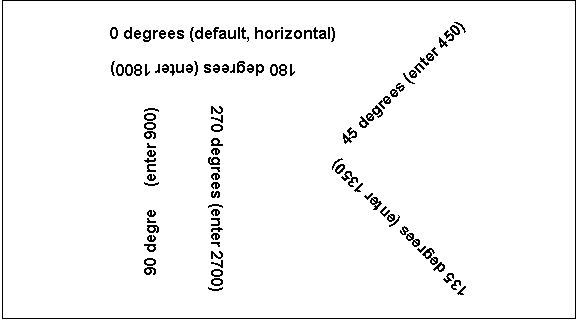 0 degrees (default, horizontal)
180 degrees (enter 1800)
45 degrees (enter 450)
90 degre (enter 900)
270 degrees (enter 2700)
135 degrees (enter 1350)